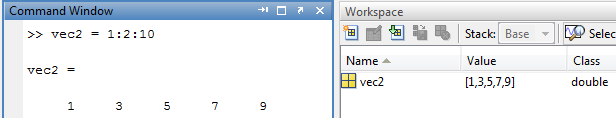 Command Window
>> vec2 = 1:2:10
vec2 =
1 3 5 7 9
Workspace
Stack: Base Selec
Name Value Class
vec2 [1,3,5,7,9] double